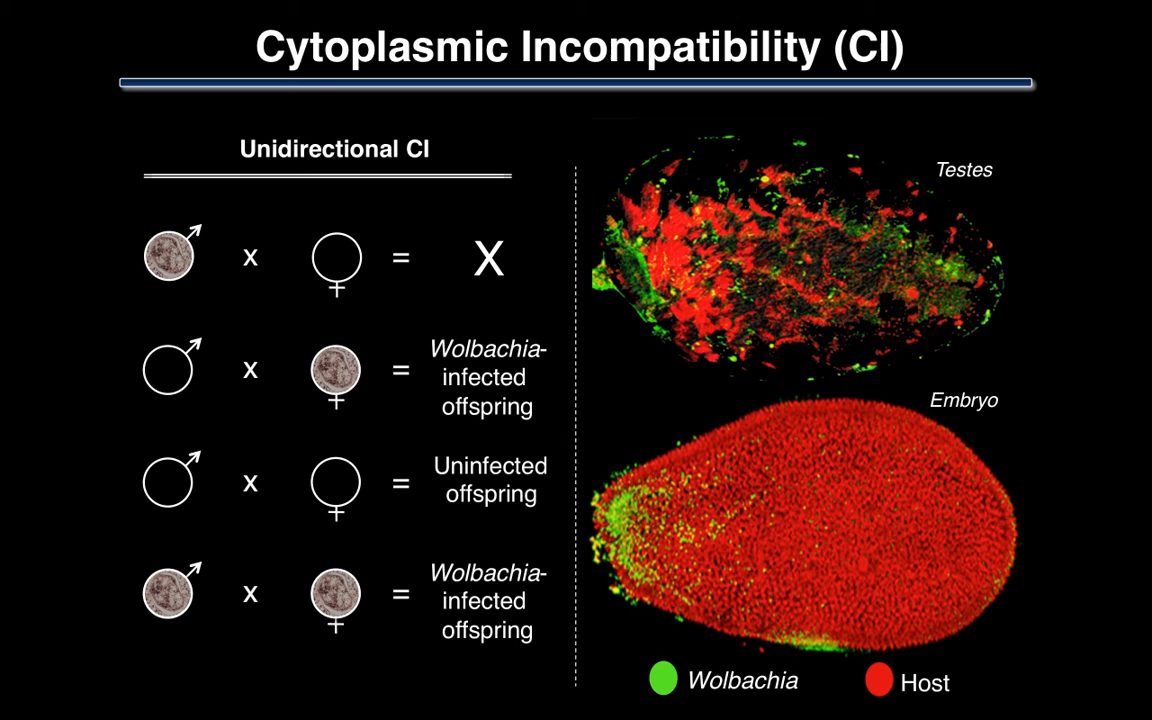 Cytoplasmic Incompatibility (CI)
Unidirectional CI
x = X
x = Wolbachia-
infected
offspring
x = Uninfected
offspring
x = Wolbachia-
infected
offspring
Testes
Embryo
Wolbachia
Host